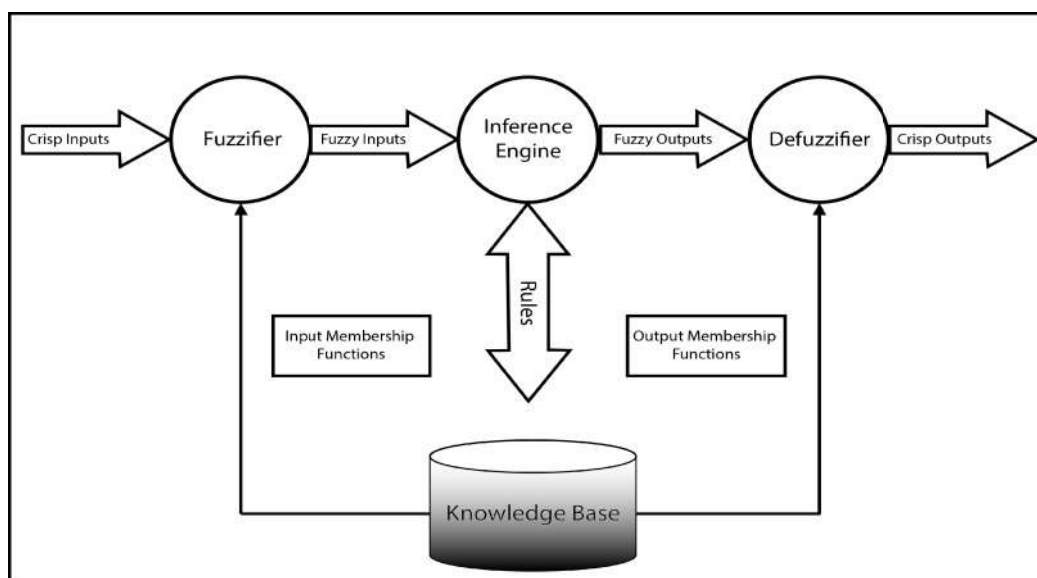 Crisp Inputs
Fuzzifier
Fuzzy Inputs
Inference
Engine
Fuzzy Outputs
Defuzzifier
Crisp Outputs
Rules
Input Membership
Functions
Output Membership
Functions
Knowledge Base